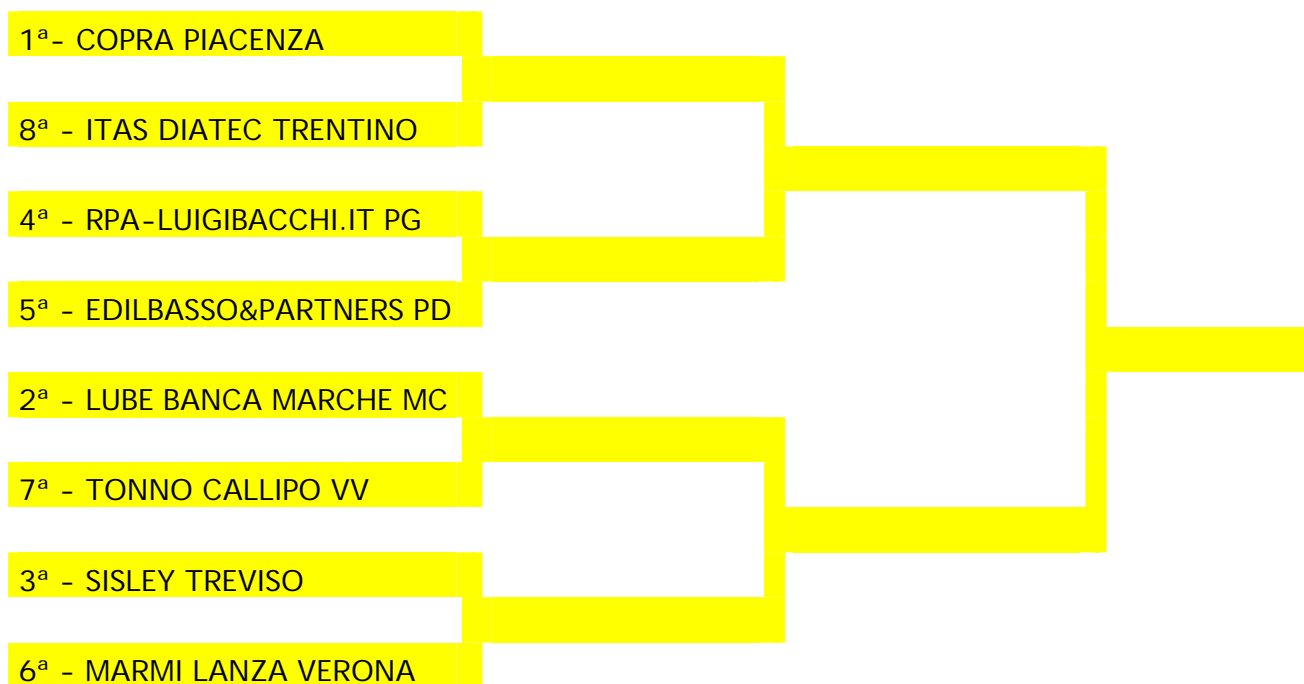 1ª- COPRA PIACENZA
8ª - ITAS DIATEC TRENTINO
4ª - RPA-LUIGIBACCHI.IT PG
5ª - EDILBASSO&PARTNERS PD
2ª - LUBE BANCA MARCHE MC
7ª - TONNO CALLIPO VV
3ª - SISLEY TREVISO
6ª - MARMI LANZA VERONA